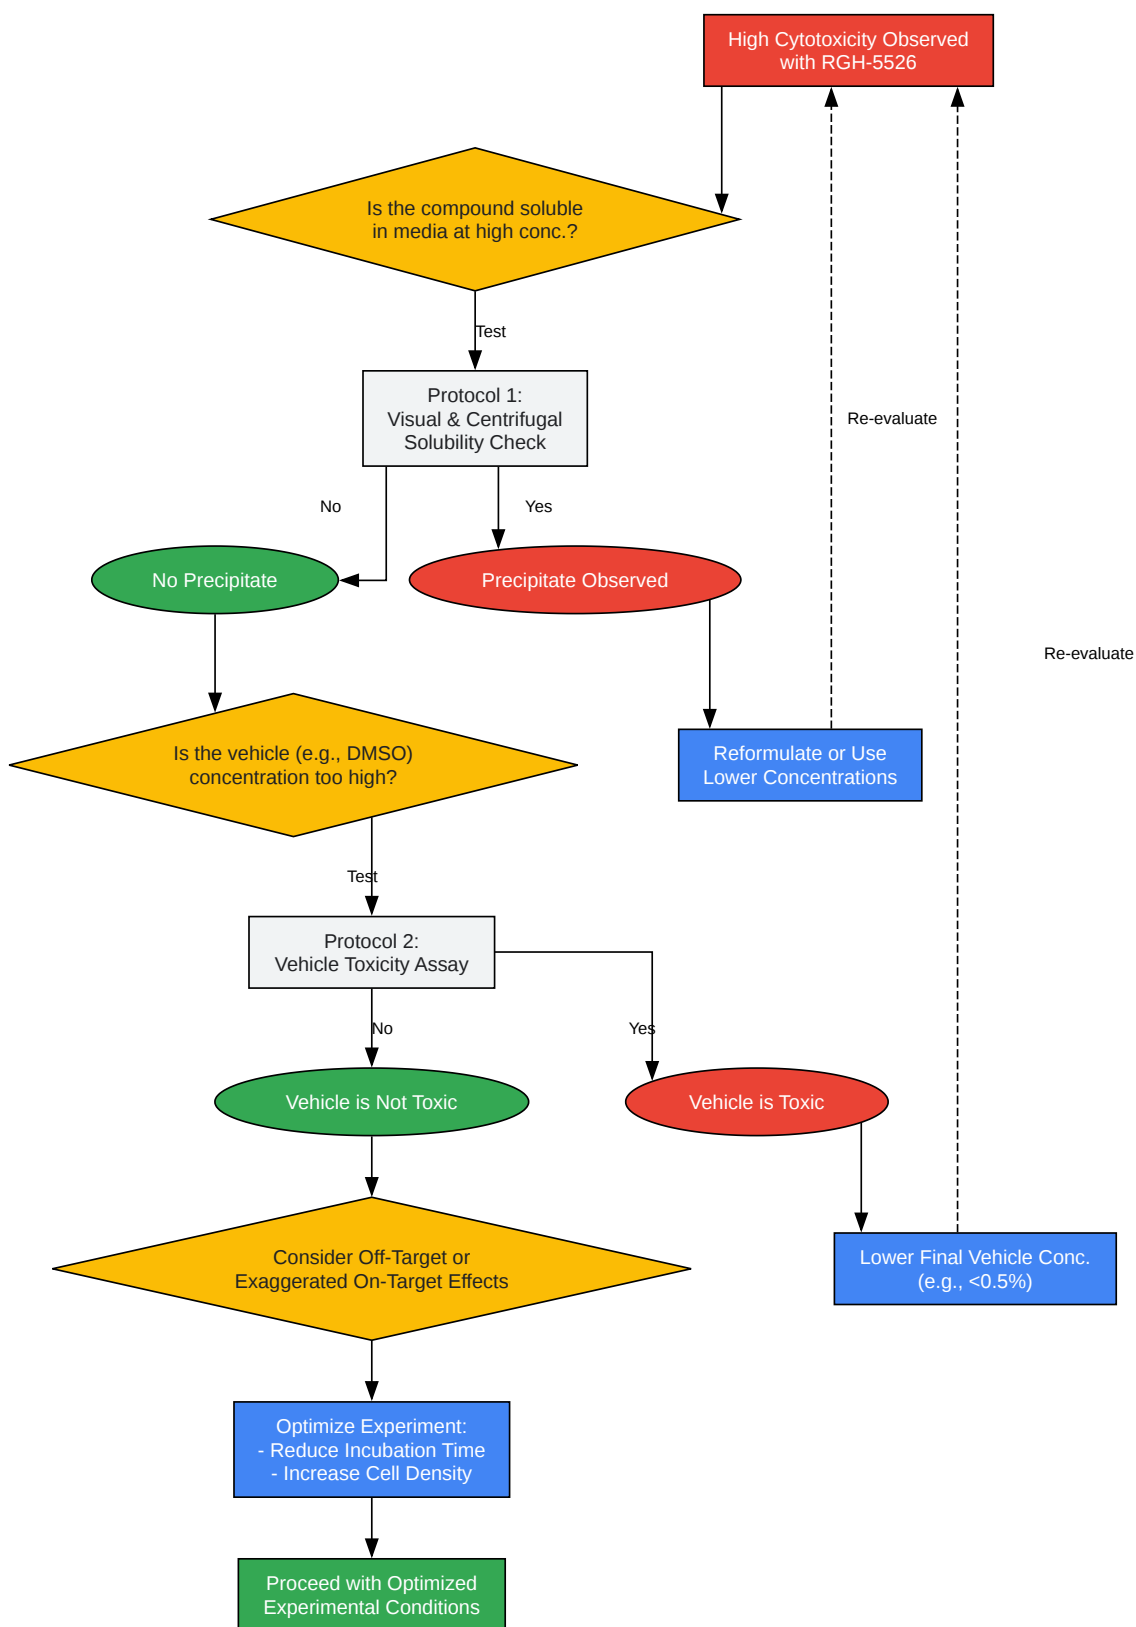 High Cytotoxicity Observed
with RGH-5526
Is the compound soluble
in media at high conc.?
Test
Protocol 1:
Visual & Centrifugal
Solubility Check
Re-evaluate
No
Yes
No Precipitate
Precipitate Observed
Re-evaluate
Is the vehicle (e.g., DMSO)
concentration too high?
Reformulate or Use
Lower Concentrations
Test
Protocol 2:
Vehicle Toxicity Assay
No
Yes
Vehicle is Not Toxic
Vehicle is Toxic
Consider Off-Target or
Exaggerated On-Target Effects
Lower Final Vehicle Conc.
(e.g., <0.5%)
Optimize Experiment:
- Reduce Incubation Time
- Increase Cell Density
Proceed with Optimized
Experimental Conditions